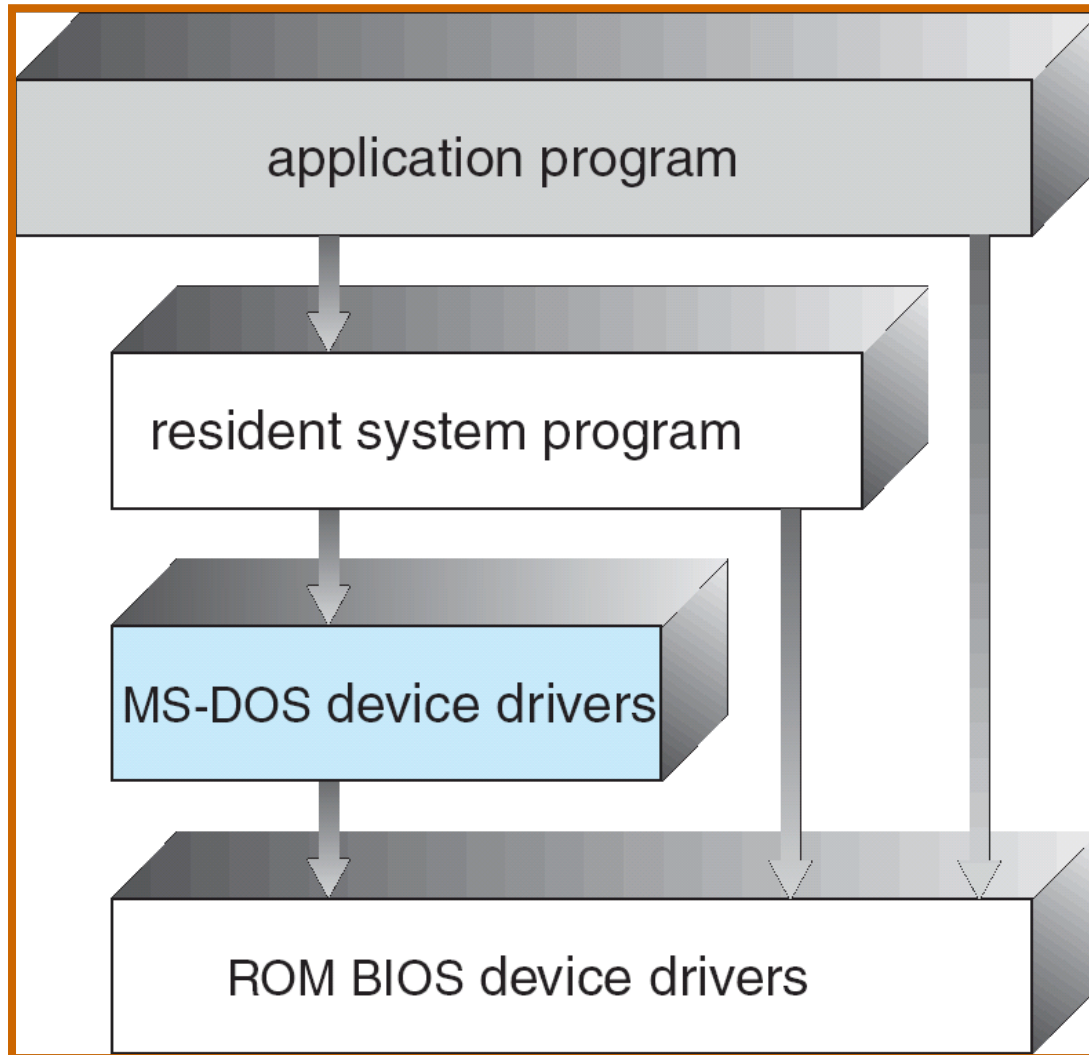 application program
resident system program
MS-DOS device drivers
ROM BIOS device drivers